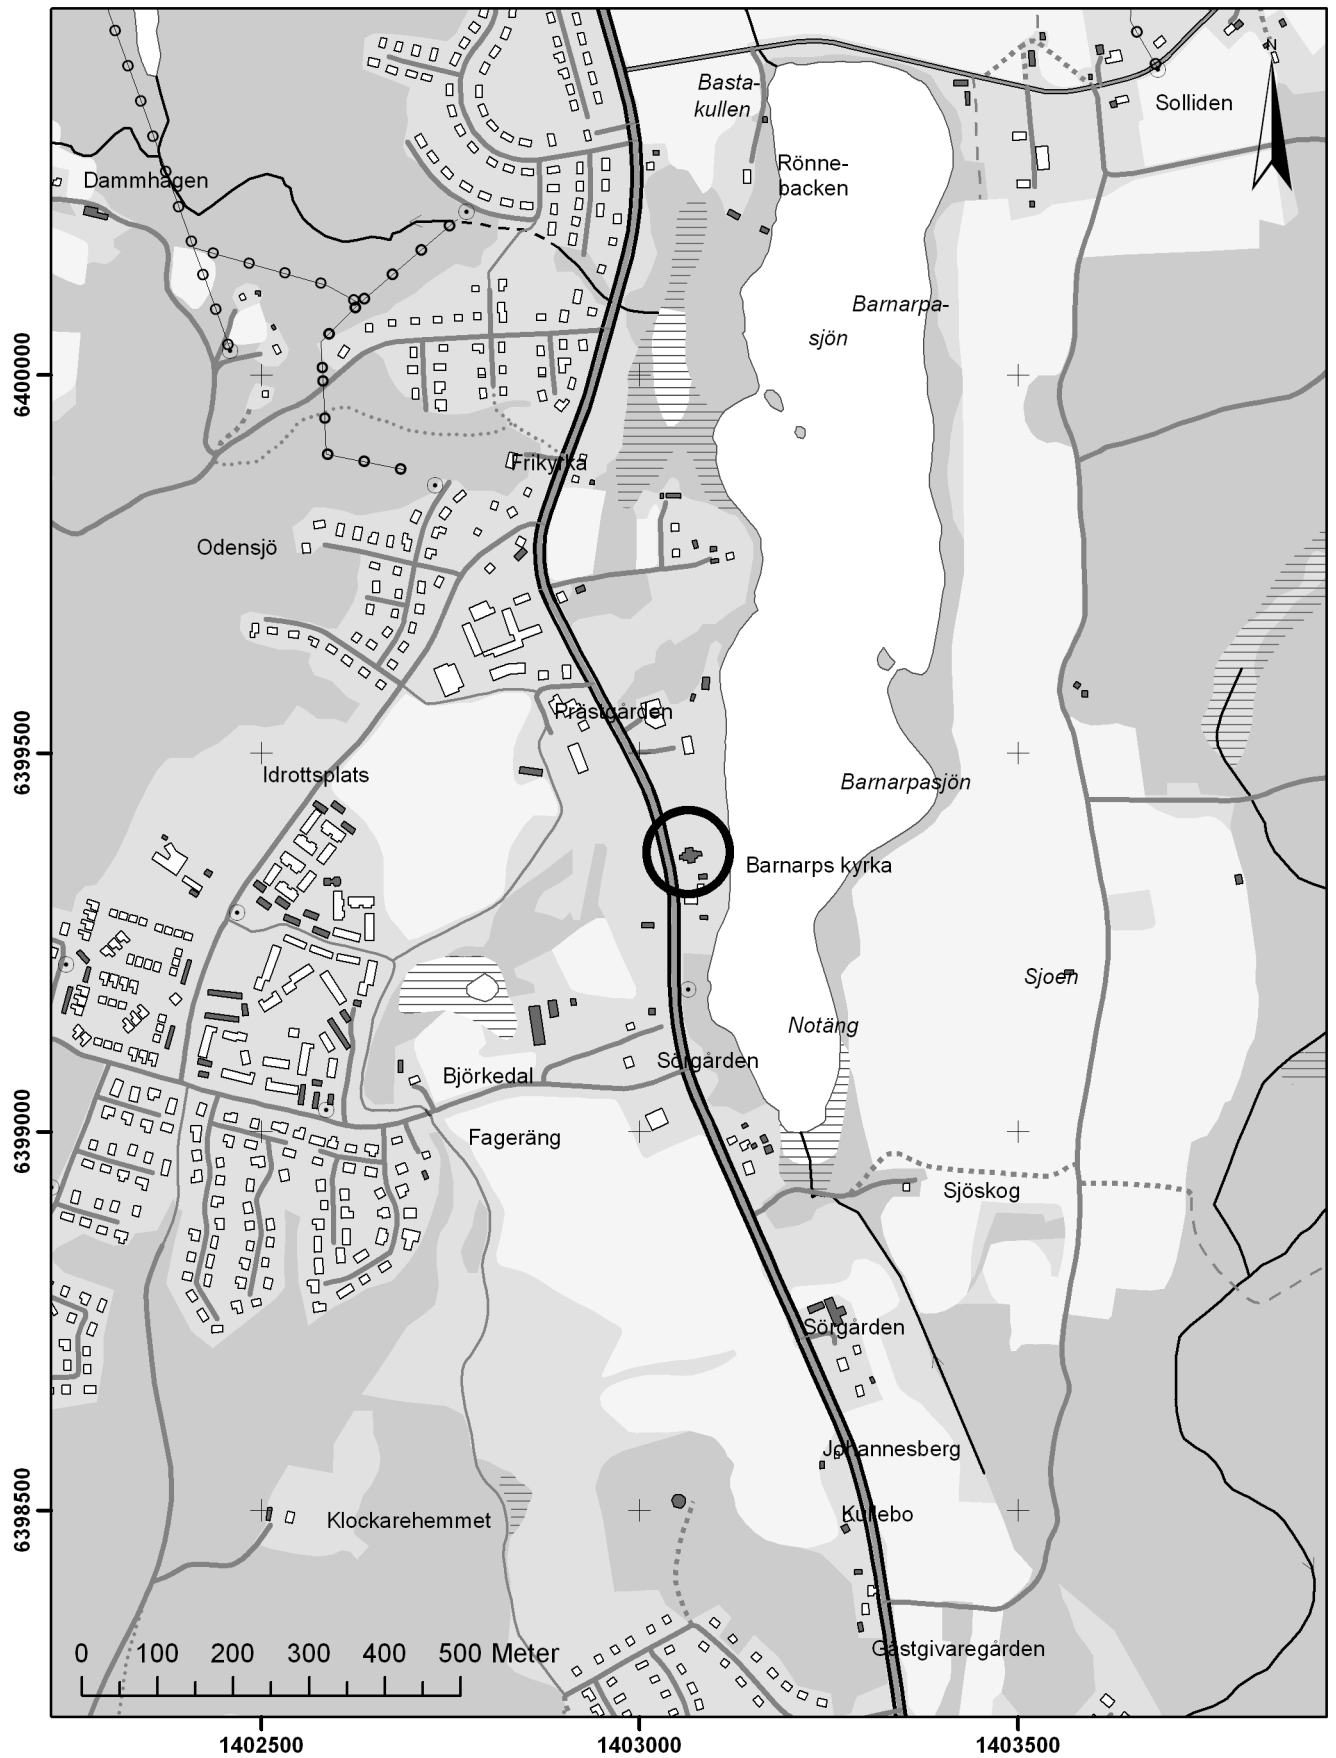 N
Basta-
kullen
Solliden
Rönne-
backen
Dammhagen
Barnarpa-
sjön
6400000
Frikyrka
Odensjö
Prästgården
6399500
Idrottsplats
Barnarpasjön
Barnarps kyrka
Sjoen
Notäng
Sörgården
Björkedal
Fageräng
6399000
Sjöskog
Sörgården
Johannesberg
6398500
Klockarehemmet
Kullebo
Gästgivaregården
0 100 200 300 400 500 Meter
1402500 1403000 1403500